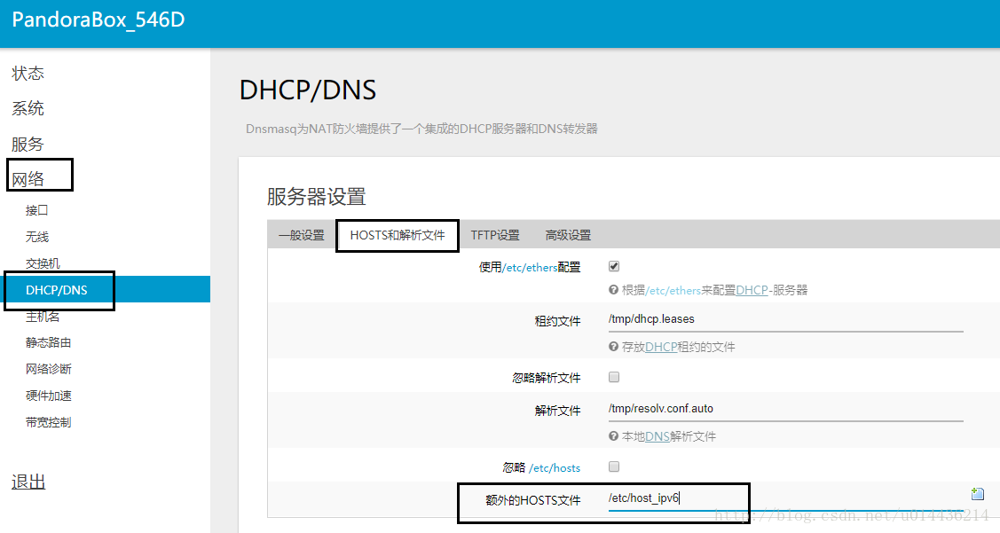 PandoraBox_546D
状态
系统
服务
网络
接口
无线
交换机
DHCP/DNS
主机名
静态路由
网络诊断
硬件加速
带宽控制
退出
DHCP/DNS
Dnsmasq为NAT防火墙提供了一个集成的DHCP服务器和DNS转发器
服务器设置
一般设置 HOSTS和解析文件 TFTP设置 高级设置
使用/etc/ethers配置
根据/etc/ethers来配置DHCP-服务器
租约文件 /tmp/dhcp.leases
存放DHCP租约的文件
忽略解析文件
解析文件 /tmp/resolv.conf.auto
本地DNS解析文件
忽略 /etc/hosts
额外的HOSTS文件 /etc/host_ipv6
http://blog.csdn.net/u014436214